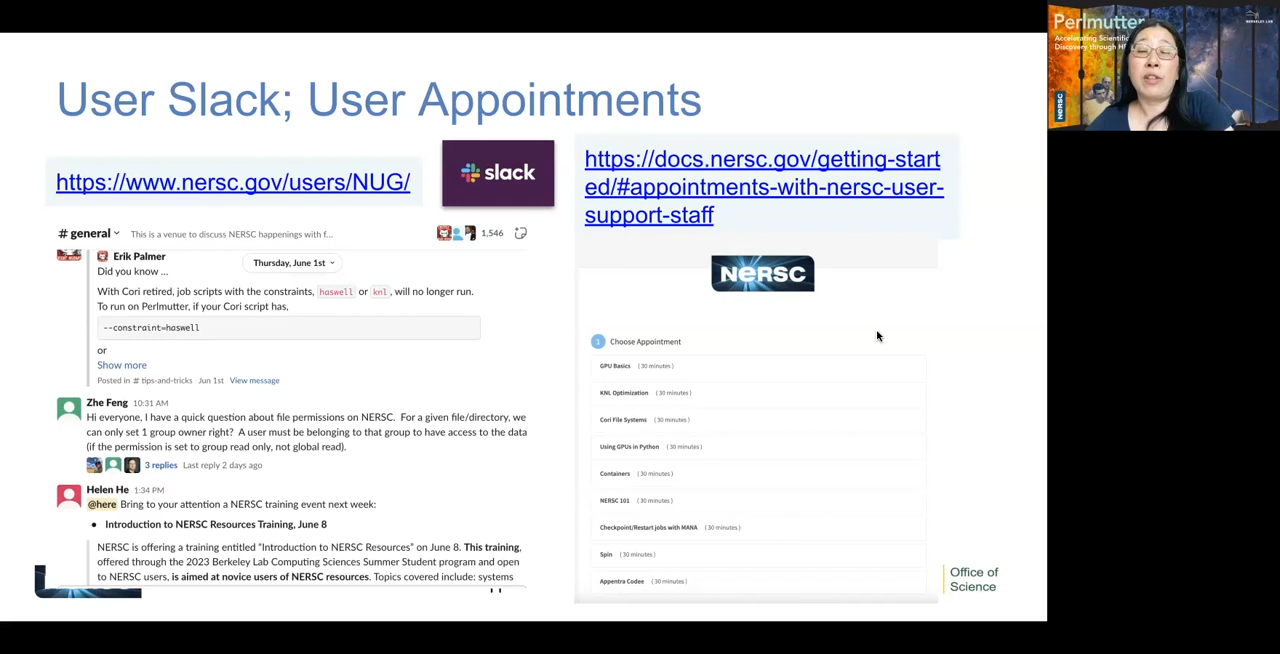 User Slack; User Appointments
https://www.nersc.gov/users/NUG/
slack
https://docs.nersc.gov/getting-start
ed/#appointments-with-nersc-user-
support-staff
# general
This is a venue to discuss NERSC happenings with f...
1,546
Erik Palmer
Did you know ...
Thursday, June 1st
With Cori retired, job scripts with the constraints, haswell or knl, will no longer run.
To run on Perlmutter, if your Cori script has,
--constraint=haswell
or
Show more
Posted in # tips-and-tricks Jun 1st View message
Zhe Feng 10:31 AM
Hi everyone, I have a quick question about file permissions on NERSC. For a given file/directory, we
can only set 1 group owner right? A user must be belonging to that group to have access to the data
(if the permission is set to group read only, not global read).
3 replies Last reply 2 days ago
Helen He 1:34 PM
@here Bring to your attention a NERSC training event next week:
• Introduction to NERSC Resources Training, June 8
NERSC is offering a training entitled “Introduction to NERSC Resources” on June 8. This training,
offered through the 2023 Berkeley Lab Computing Sciences Summer Student program and open
to NERSC users, is aimed at novice users of NERSC resources. Topics covered include: systems
NERSC
1 Choose Appointment
GPU Basics (30 minutes)
KNL Optimization (30 minutes)
Cori File Systems (30 minutes)
Using GPUs in Python (30 minutes)
Containers (30 minutes)
NERSC 101 (30 minutes)
Checkpoint/Restart jobs with MANA (30 minutes)
Spin (30 minutes)
Appentra Codee (30 minutes)
Office of
Science
Perlmutter
Accelerating Scientific
Discovery through
NERSC
BERKELEY LAB